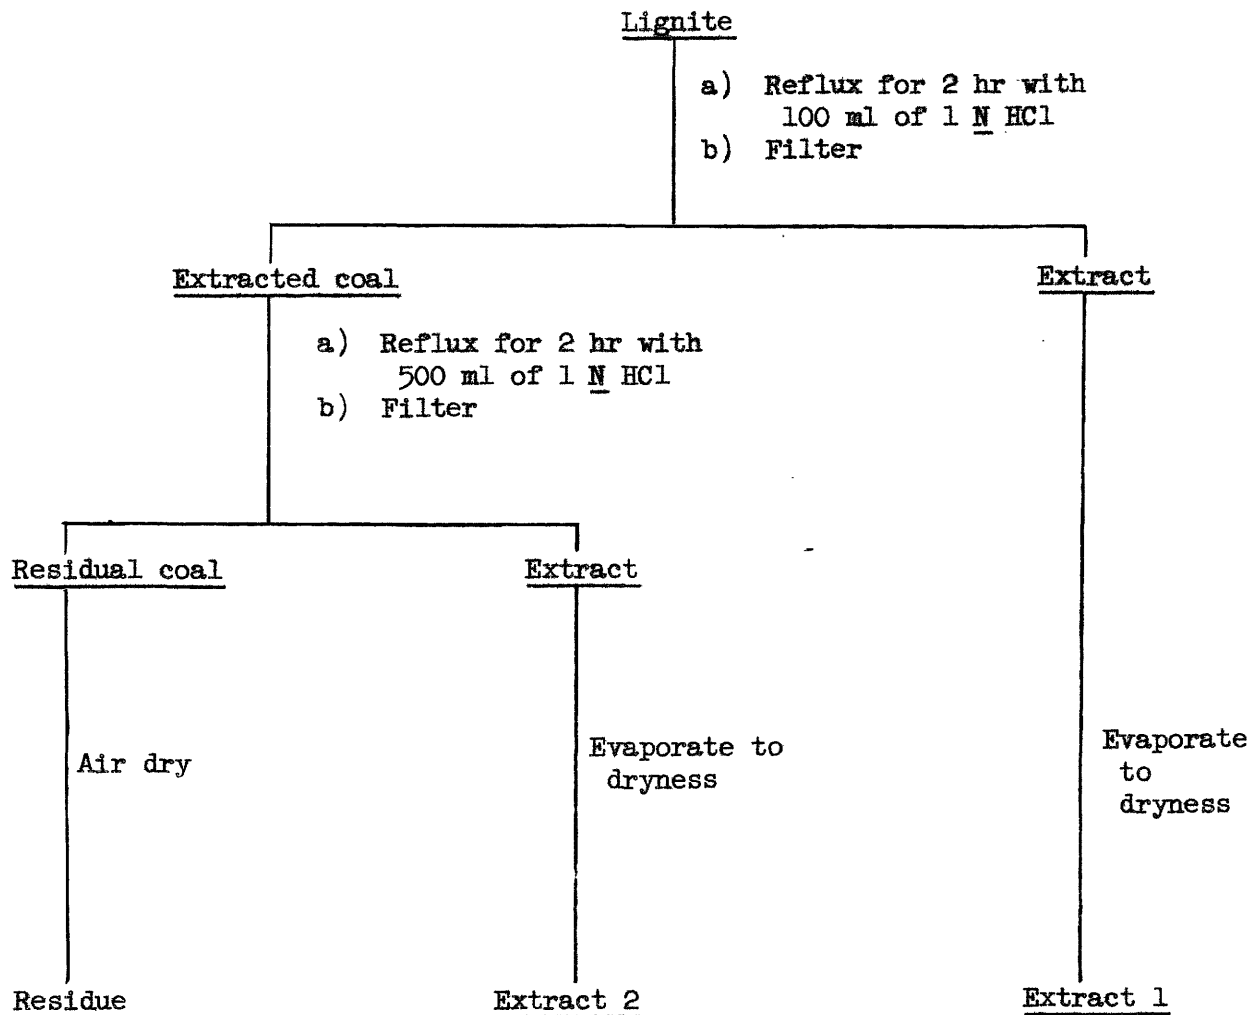 Lignite
a) Reflux for 2 hr with
100 ml of 1 N HCl
b) Filter
Extracted coal
Extract
a) Reflux for 2 hr with
500 ml of 1 N HCl
b) Filter
Residual coal
Extract
Air dry
Evaporate to
dryness
Evaporate
to
dryness
Residue
Extract 2
Extract 1